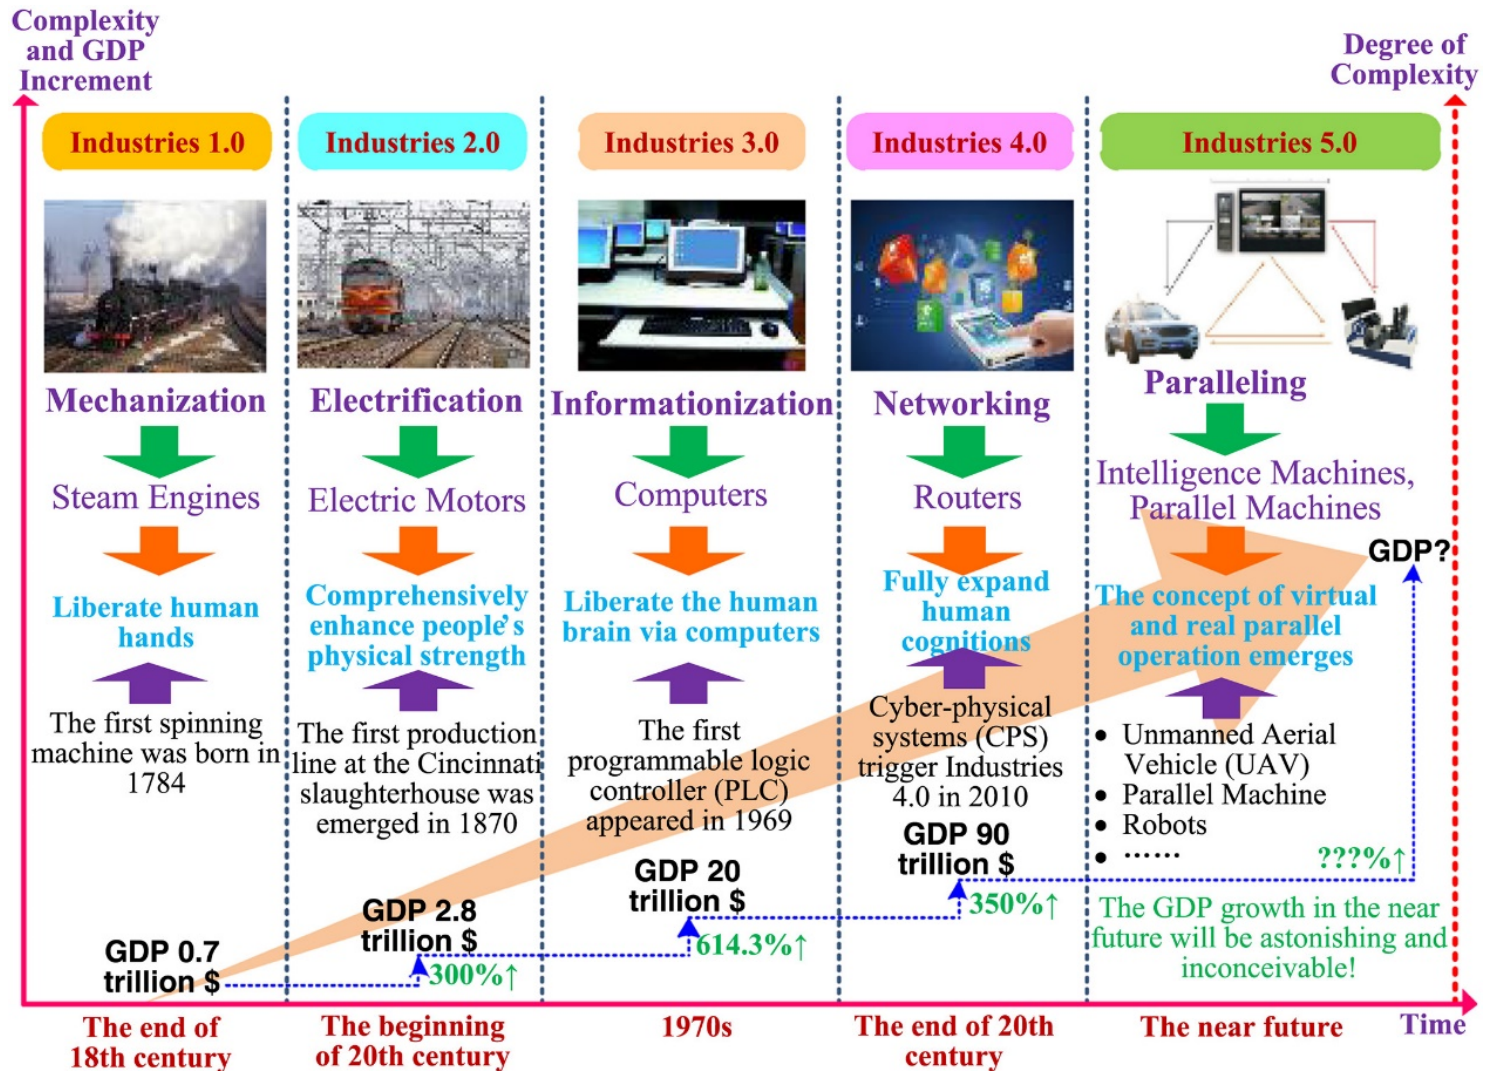 Complexity
and GDP
Increment
Degree of
Complexity
Industries 1.0
Industries 2.0
Industries 3.0
Industries 4.0
Industries 5.0
Mechanization
Steam Engines
Liberate human
hands
The first spinning
machine was born in
1784
GDP 0.7
trillion $
The end of
18th century
Electrification
Electric Motors
Comprehensively
enhance people's
physical strength
The first production
line at the Cincinnati
slaughterhouse was
emerged in 1870
GDP 2.8
trillion $
300%↑
The beginning
of 20th century
Informationization
Computers
Liberate the human
brain via computers
The first
programmable logic
controller (PLC)
appeared in 1969
GDP 20
trillion $
614.3%↑
1970s
Networking
Routers
Fully expand
human
cognitions
Cyber-physical
systems (CPS)
trigger Industries
4.0 in 2010
GDP 90
trillion $
350%↑
The end of 20th
century
Paralleling
Intelligence Machines,
Parallel Machines
GDP?
The concept of virtual
and real parallel
operation emerges
• Unmanned Aerial
Vehicle (UAV)
• Parallel Machine
• Robots
• ······
???%↑
The GDP growth in the near
future will be astonishing and
inconceivable!
The near future
Time